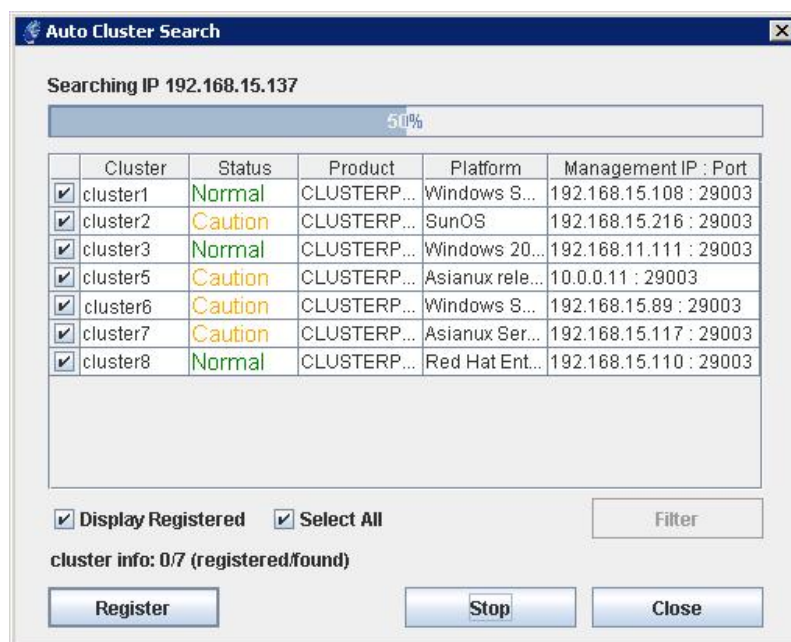 Auto Cluster Search
Searching IP 192.168.15.137
50%
Cluster Status Product Platform Management IP : Port
cluster1 Normal CLUSTERP... Windows S... 192.168.15.108 : 29003
cluster2 Caution CLUSTERP... SunOS 192.168.15.216 : 29003
cluster3 Normal CLUSTERP... Windows 20... 192.168.11.111 : 29003
cluster5 Caution CLUSTERP... Asianux rele... 10.0.0.11 : 29003
cluster6 Caution CLUSTERP... Windows S... 192.168.15.89 : 29003
cluster7 Caution CLUSTERP... Asianux Ser... 192.168.15.117 : 29003
cluster8 Normal CLUSTERP... Red Hat Ent... 192.168.15.110 : 29003
Display Registered Select All Filter
cluster info: 0/7 (registered/found)
Register Stop Close